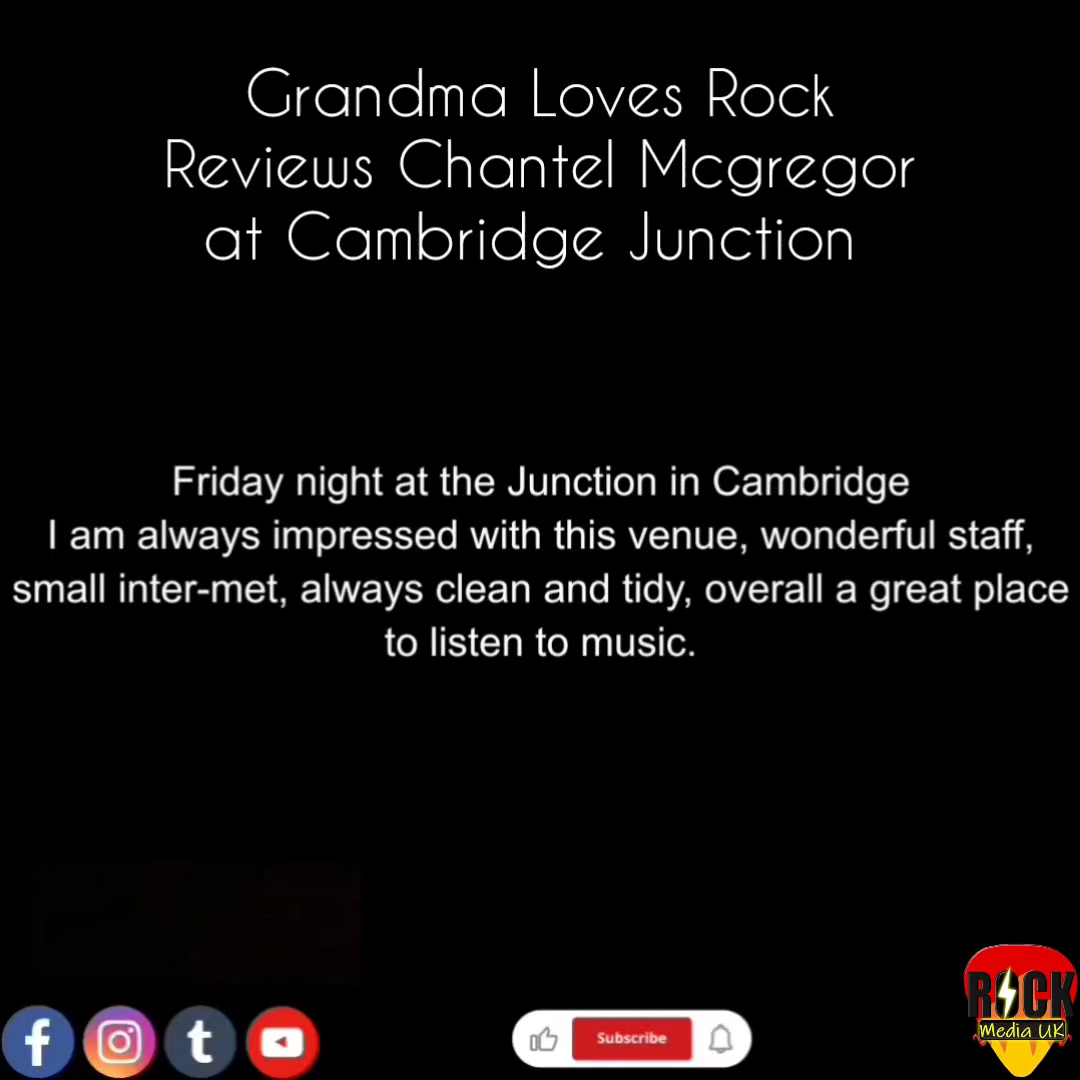 Grandma Loves Rock
Reviews Chantel Mcgregor
at Cambridge Junction
Friday night at the Junction in Cambridge
I am always impressed with this venue, wonderful staff,
small inter-met, always clean and tidy, overall a great place
to listen to music.
f
t
Subscribe
ROCK
Media UK